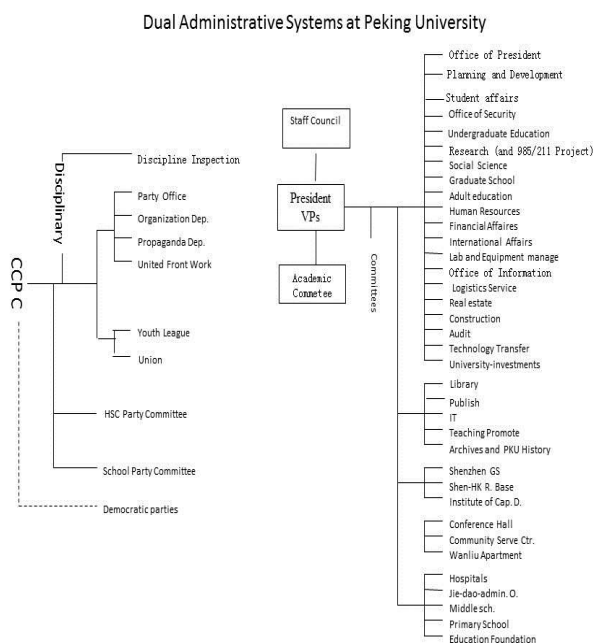 Dual Administrative Systems at Peking University
CCP C
Disciplinary
Discipline Inspection
Party Office
Organization Dep.
Propaganda Dep.
United Front Work
Youth League
Union
HSC Party Committee
School Party Committee
Democratic parties
Staff Council
President
VPs
Academic
Commetee
Committees
Office of President
Planning and Development
Student affairs
Office of Security
Undergraduate Education
Research (and 985/211 Project)
Social Science
Graduate School
Adult education
Human Resources
Financial Affaires
International Affairs
Lab and Equipment manage
Office of Information
Logistics Service
Real estate
Construction
Audit
Technology Transfer
University-investments
Library
Publish
IT
Teaching Promote
Archives and PKU History
Shenzhen GS
Shen-HK R. Base
Institute of Cap. D.
Conference Hall
Community Serve Ctr.
Wanliu Apartment
Hospitals
Jie-dao-admin. O.
Middle sch.
Primary School
Education Foundation